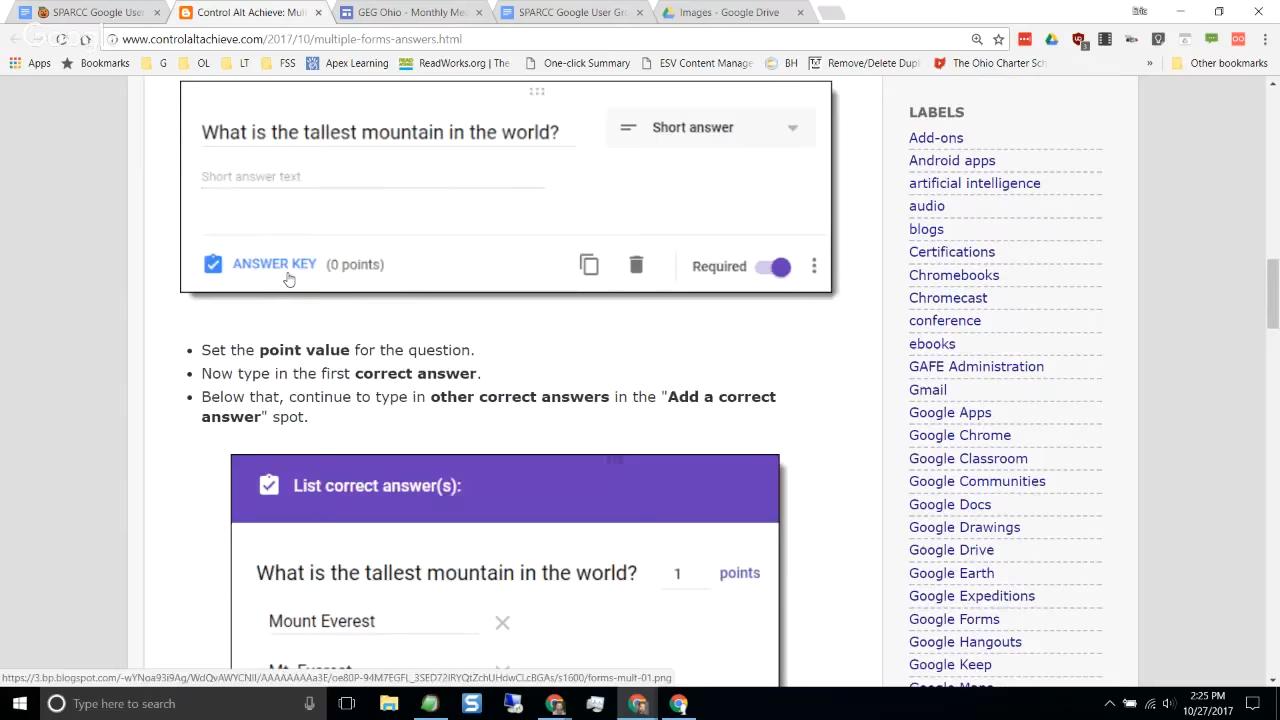 SPARCC Google User
Control Alt Achieve: Mul
GEG Ohio - Monthly Me
SPARCC Google User Gr
Images - Google Drive
www.controlaltachieve.com/2017/10/multiple-forms-answers.html
3
Apps
Bookmarks
G
OL
LT
FSS
Apex Learning
ReadWorks.org | The
One-click Summary
ESV Content Manage
BH
Remove/Delete Dupl
The Ohio Charter Sch
»
Other bookmarks
What is the tallest mountain in the world?
Short answer
Short answer text
ANSWER KEY (0 points)
Required
• Set the point value for the question.
• Now type in the first correct answer.
• Below that, continue to type in other correct answers in the "Add a correct
answer" spot.
List correct answer(s):
What is the tallest mountain in the world?
1 points
Mount Everest
Mt Everest
LABELS
Add-ons
Android apps
artificial intelligence
audio
blogs
Certifications
Chromebooks
Chromecast
conference
ebooks
GAFE Administration
Gmail
Google Apps
Google Chrome
Google Classroom
Google Communities
Google Docs
Google Drawings
Google Drive
Google Earth
Google Expeditions
Google Forms
Google Hangouts
Google Keep
Google Maps
Type here to search
2:25 PM
10/27/2017